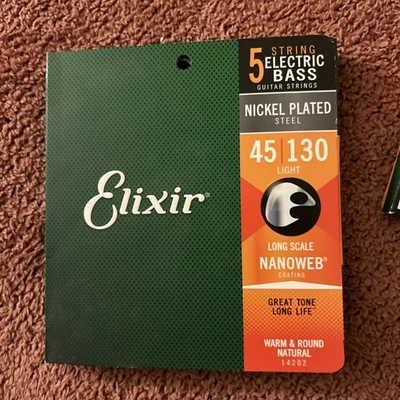 5 STRING
ELECTRIC
BASS
GUITAR STRINGS
NICKEL PLATED
STEEL
45|130
LIGHT
Elixir®
LONG SCALE
NANOWEB®
COATING
GREAT TONE
LONG LIFE™
WARM & ROUND
NATURAL
14202